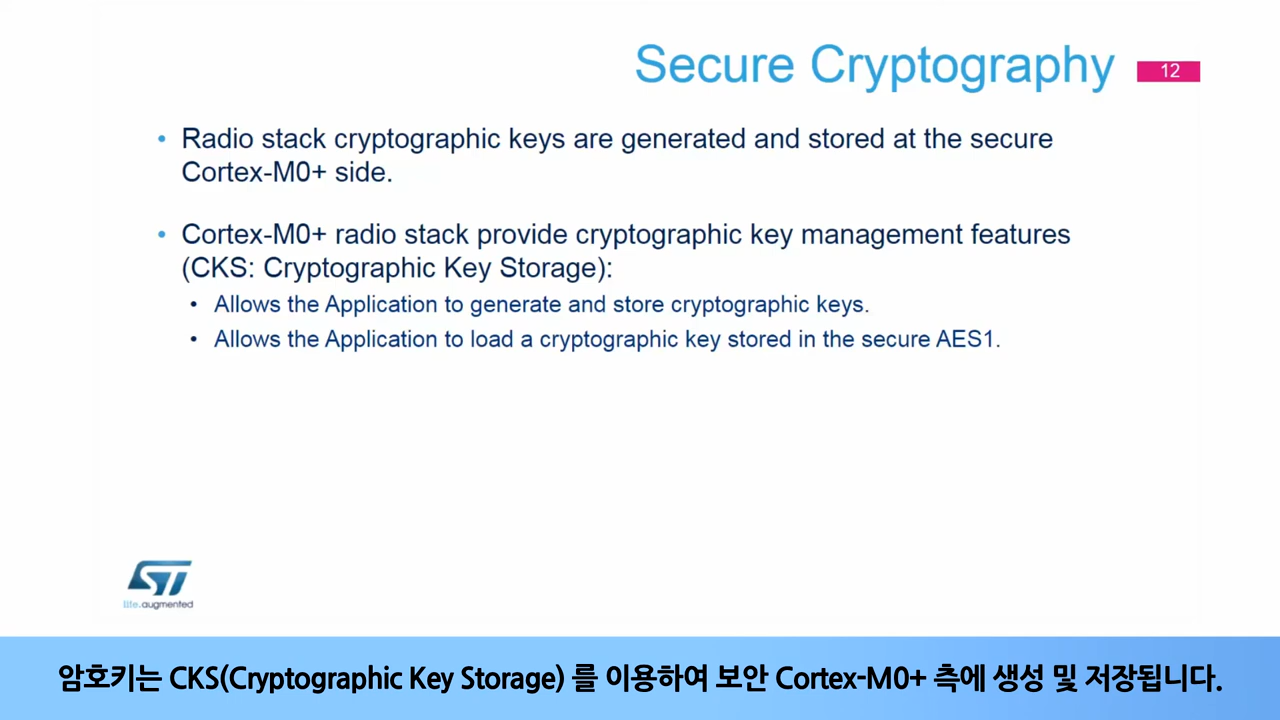 Secure Cryptography
12
• Radio stack cryptographic keys are generated and stored at the secure
Cortex-M0+ side.
• Cortex-M0+ radio stack provide cryptographic key management features
(CKS: Cryptographic Key Storage):
• Allows the Application to generate and store cryptographic keys.
• Allows the Application to load a cryptographic key stored in the secure AES1.
ST
life.augmented
암호키는 CKS(Cryptographic Key Storage) 를 이용하여 보안 Cortex-M0+ 측에 생성 및 저장됩니다.